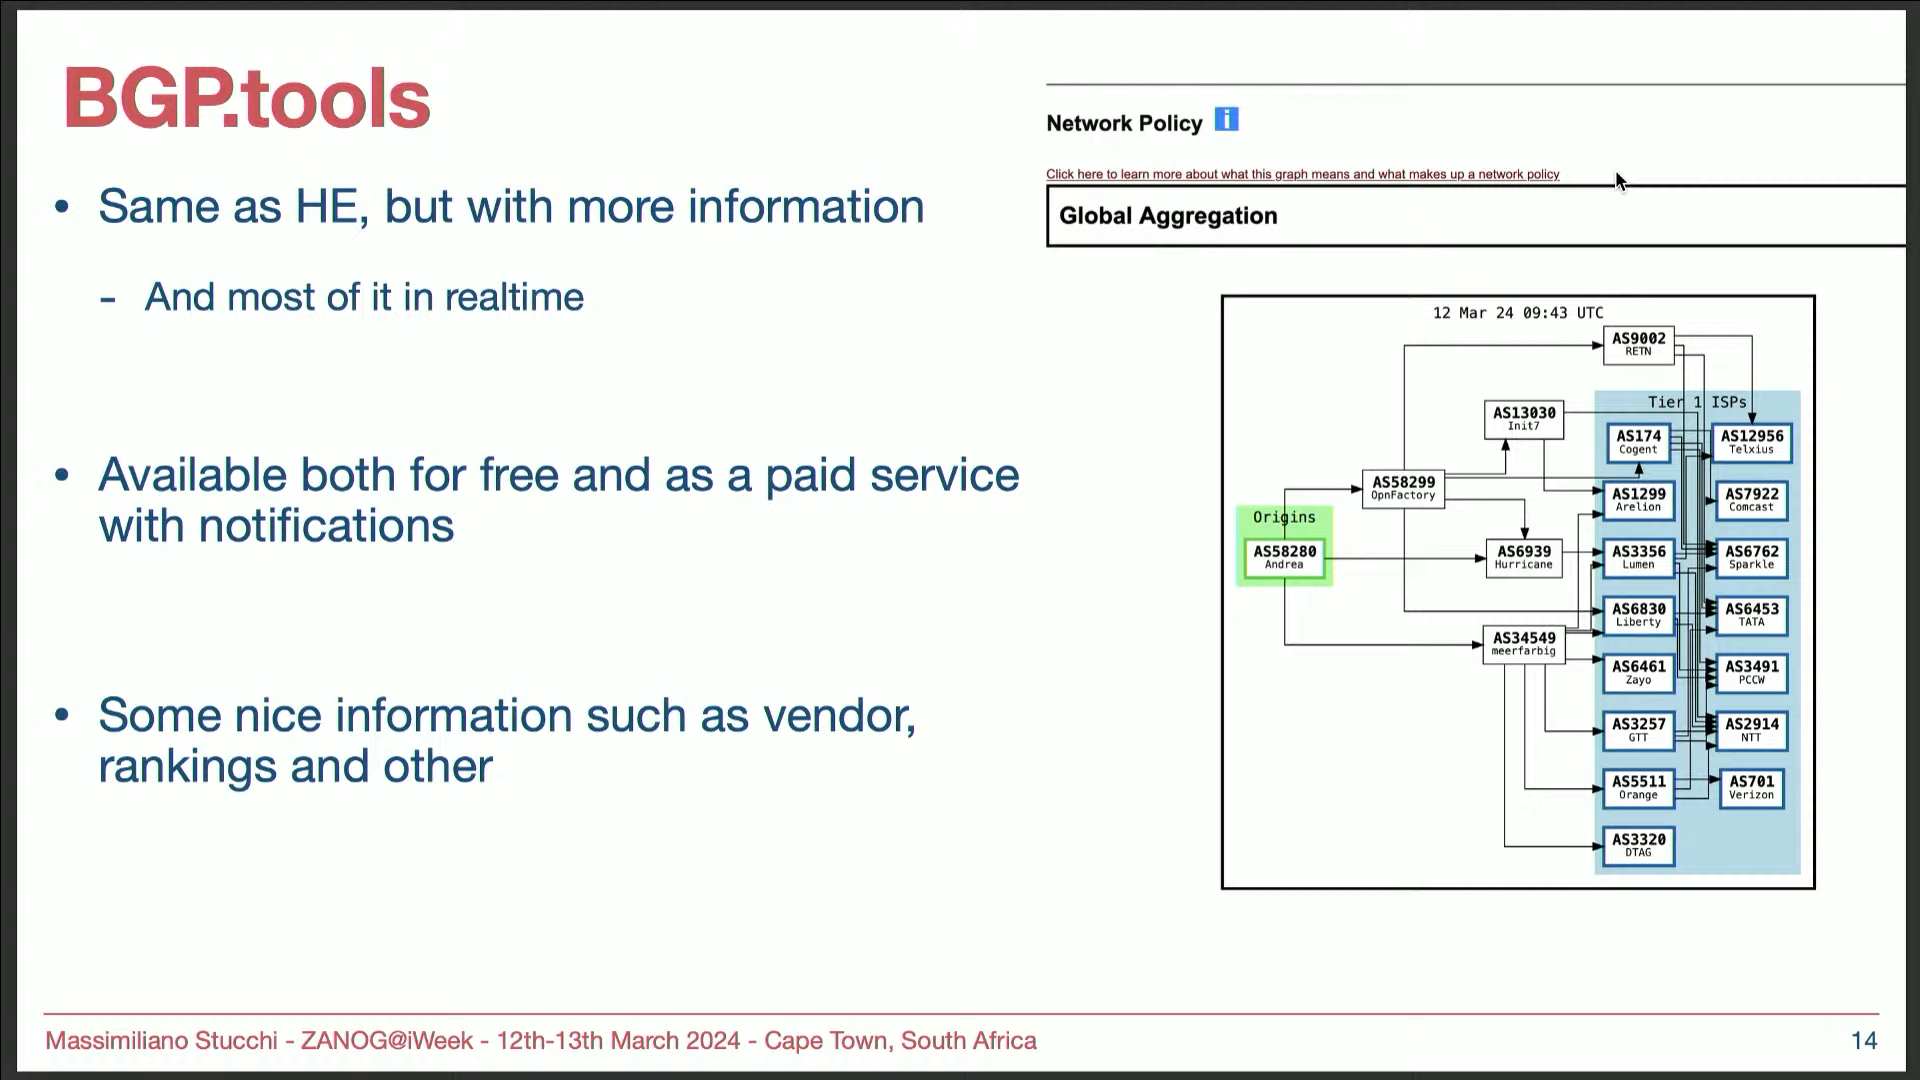 BGP.tools
• Same as HE, but with more information
- And most of it in realtime
• Available both for free and as a paid service
with notifications
• Some nice information such as vendor,
rankings and other
Network Policy i
Click here to learn more about what this graph means and what makes up a network policy
Global Aggregation
12 Mar 24 09:43 UTC
AS9002
RETN
Tier 1 ISPs
AS13030
Init7
AS174
Cogent
AS12956
Telxius
AS58299
OpnFactory
AS1299
Arelion
AS7922
Comcast
Origins
AS58280
Andrea
AS6939
Hurricane
AS3356
Lumen
AS6762
Sparkle
AS6830
Liberty
AS6453
TATA
AS34549
meerfarbig
AS6461
Zayo
AS3491
PCCW
AS3257
GTT
AS2914
NTT
AS5511
Orange
AS701
Verizon
AS3320
DTAG
Massimiliano Stucchi - ZANOG@iWeek - 12th-13th March 2024 - Cape Town, South Africa
14